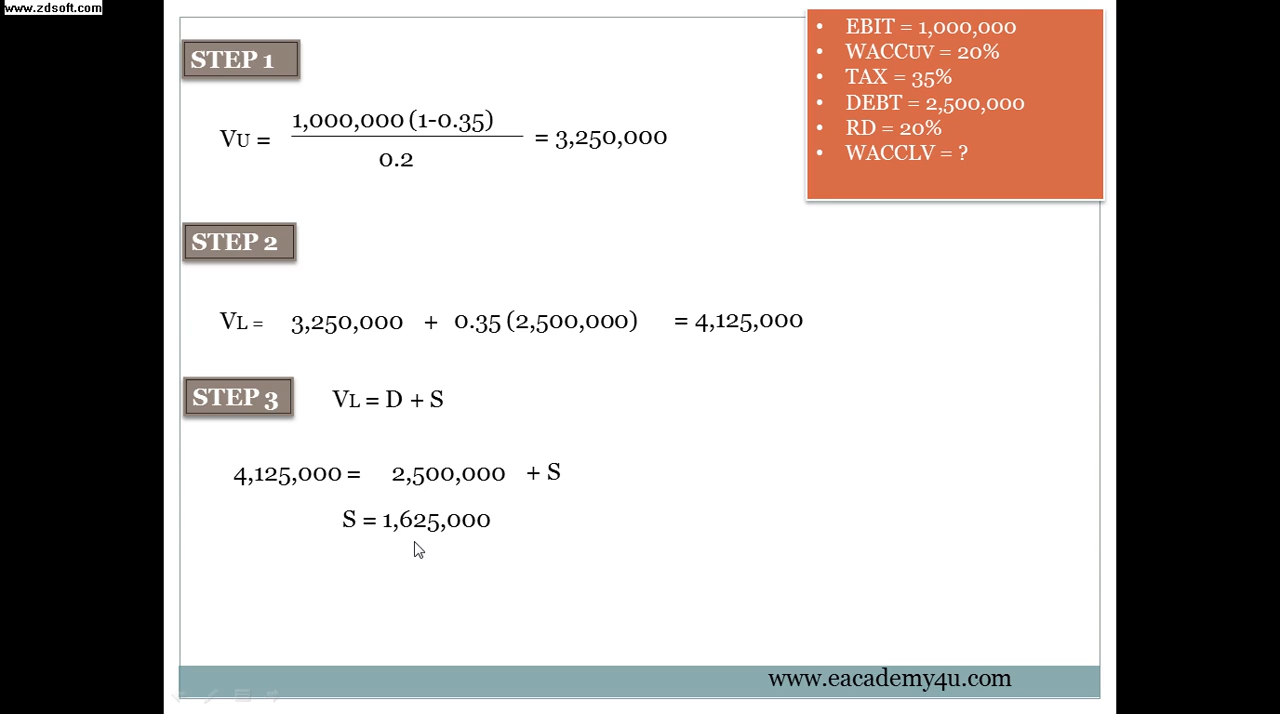 www.zdsoft.com
• EBIT = 1,000,000
• WACCUV = 20%
• TAX = 35%
• DEBT = 2,500,000
• RD = 20%
• WACCLV = ?
STEP 1
VU = 1,000,000 (1-0.35) = 3,250,000
0.2
STEP 2
VL = 3,250,000 + 0.35 (2,500,000) = 4,125,000
STEP 3 VL = D + S
4,125,000 = 2,500,000 + S
S = 1,625,000
www.eacademy4u.com